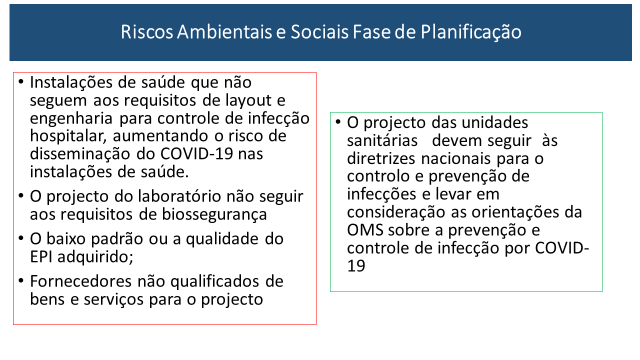 Riscos Ambientais e Sociais Fase de Planificação
• Instalações de saúde que não
seguem aos requisitos de layout e
engenharia para controle de infecção
hospitalar, aumentando o risco de
disseminação do COVID-19 nas
instalações de saúde.
• O projecto do laboratório não seguir
aos requisitos de biossegurança
• O baixo padrão ou a qualidade do
EPI adquirido;
• Fornecedores não qualificados de
bens e serviços para o projecto
• O projecto das unidades
sanitárias devem seguir às
diretrizes nacionais para o
controlo e prevenção de
infecções e levar em
consideração as orientações da
OMS sobre a prevenção e
controle de infecção por COVID-
19